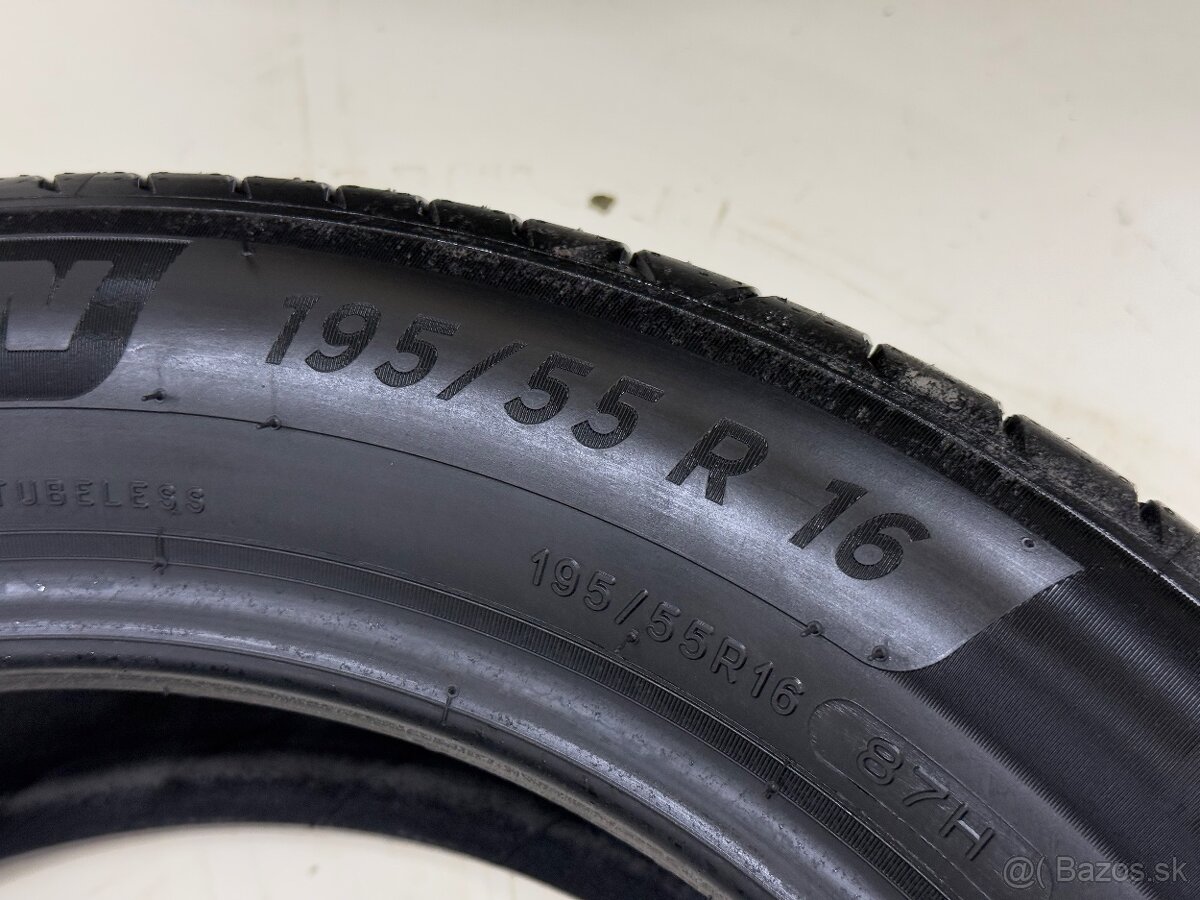 N
195/55 R 16
TUBELESS
195/55R16
87H
@( Bazos.sk